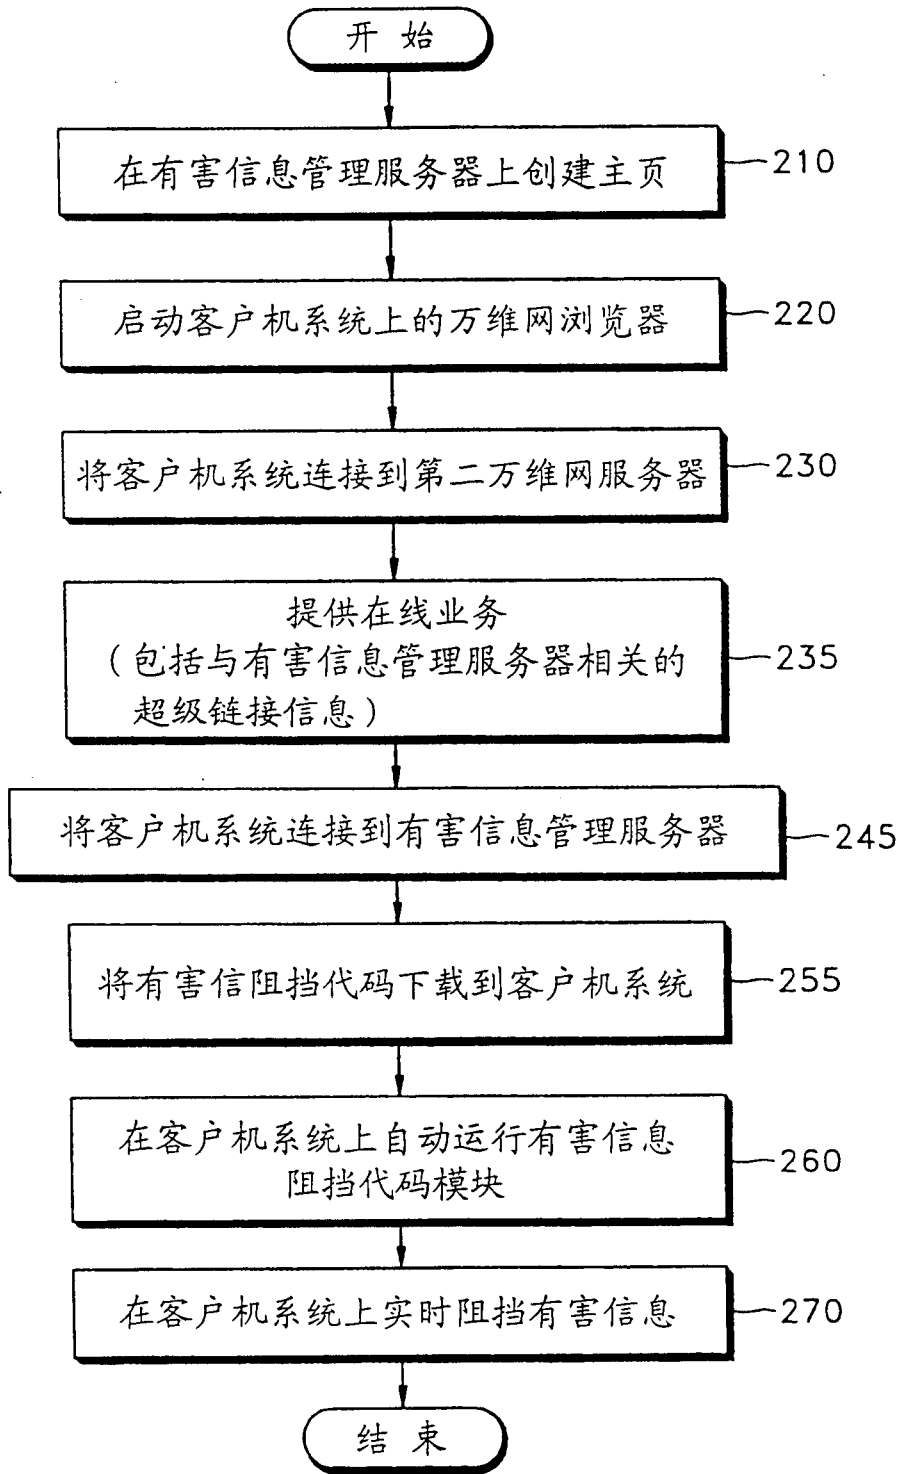 开 始
在有害信息管理服务器上创建主页
210
启动客户机系统上的万维网浏览器
220
将客户机系统连接到第二万维网服务器
230
提供在线业务
(包括与有害信息管理服务器相关的
超级链接信息)
235
将客户机系统连接到有害信息管理服务器
245
将有害信阻挡代码下载到客户机系统
255
在客户机系统上自动运行有害信息
阻挡代码模块
260
在客户机系统上实时阻挡有害信息
270
结 束